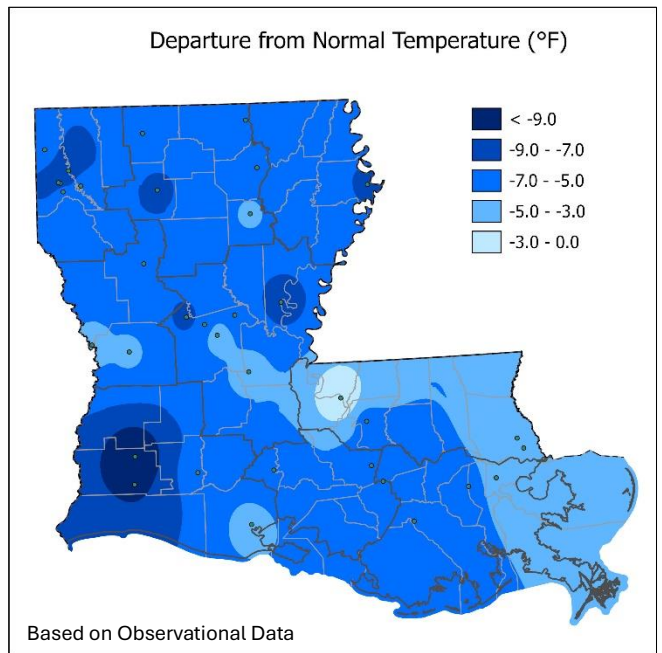 Departure from Normal Temperature (°F)
< -9.0
-9.0 - -7.0
-7.0 - -5.0
-5.0 - -3.0
-3.0 - 0.0
Based on Observational Data